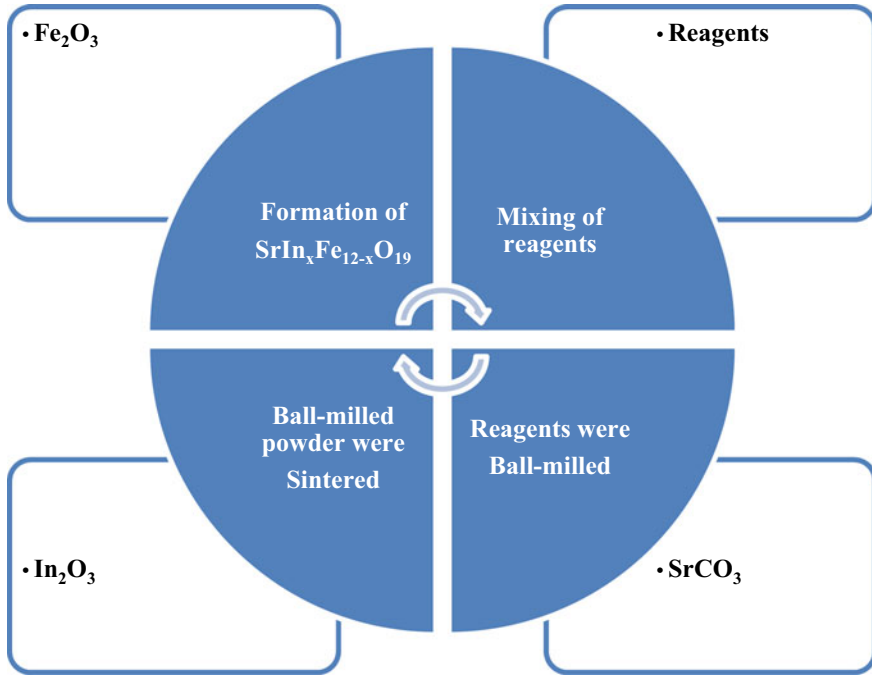 • Fe₂O₃
• Reagents
Formation of
SrInₓFe₁₂₋ₓO₁₉
Mixing of
reagents
Ball-milled
powder were
Sintered
Reagents were
Ball-milled
• In₂O₃
• SrCO₃